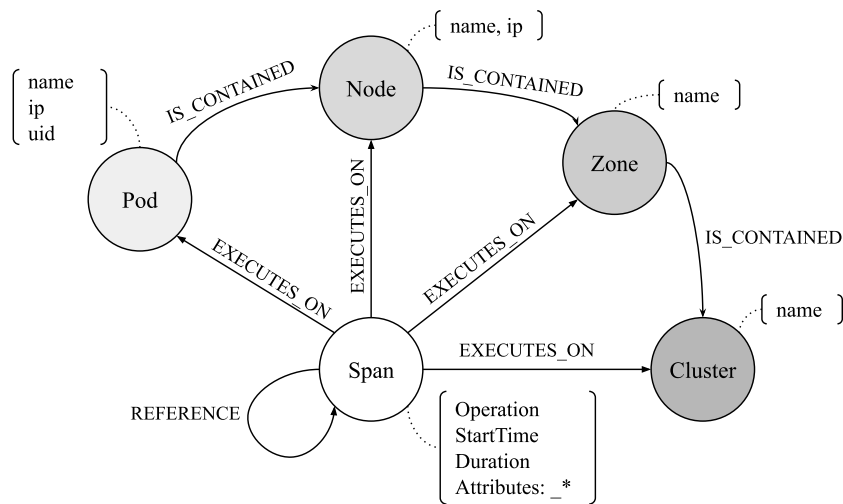 name, ip
name
ip
uid
IS_CONTAINED
Node
IS_CONTAINED
name
Pod
Zone
EXECUTES_ON
EXECUTES_ON
EXECUTES_ON
IS_CONTAINED
name
Span
EXECUTES_ON
Cluster
REFERENCE
Operation
StartTime
Duration
Attributes: _*